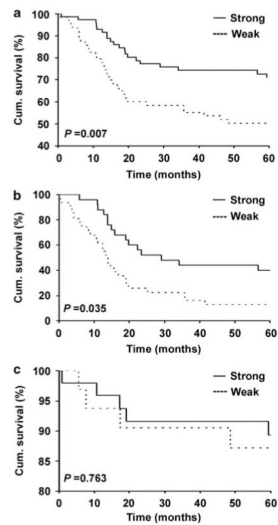 a
Cum. survival (%)
100
90
80
70
60
50
40
Strong
Weak
P = 0.007
0 10 20 30 40 50 60
Time (months)
b
Cum. survival (%)
100
80
60
40
20
0
Strong
Weak
P = 0.035
0 10 20 30 40 50 60
Time (months)
c
Cum. survival (%)
100
95
90
85
80
Strong
Weak
P = 0.763
0 10 20 30 40 50 60
Time (months)